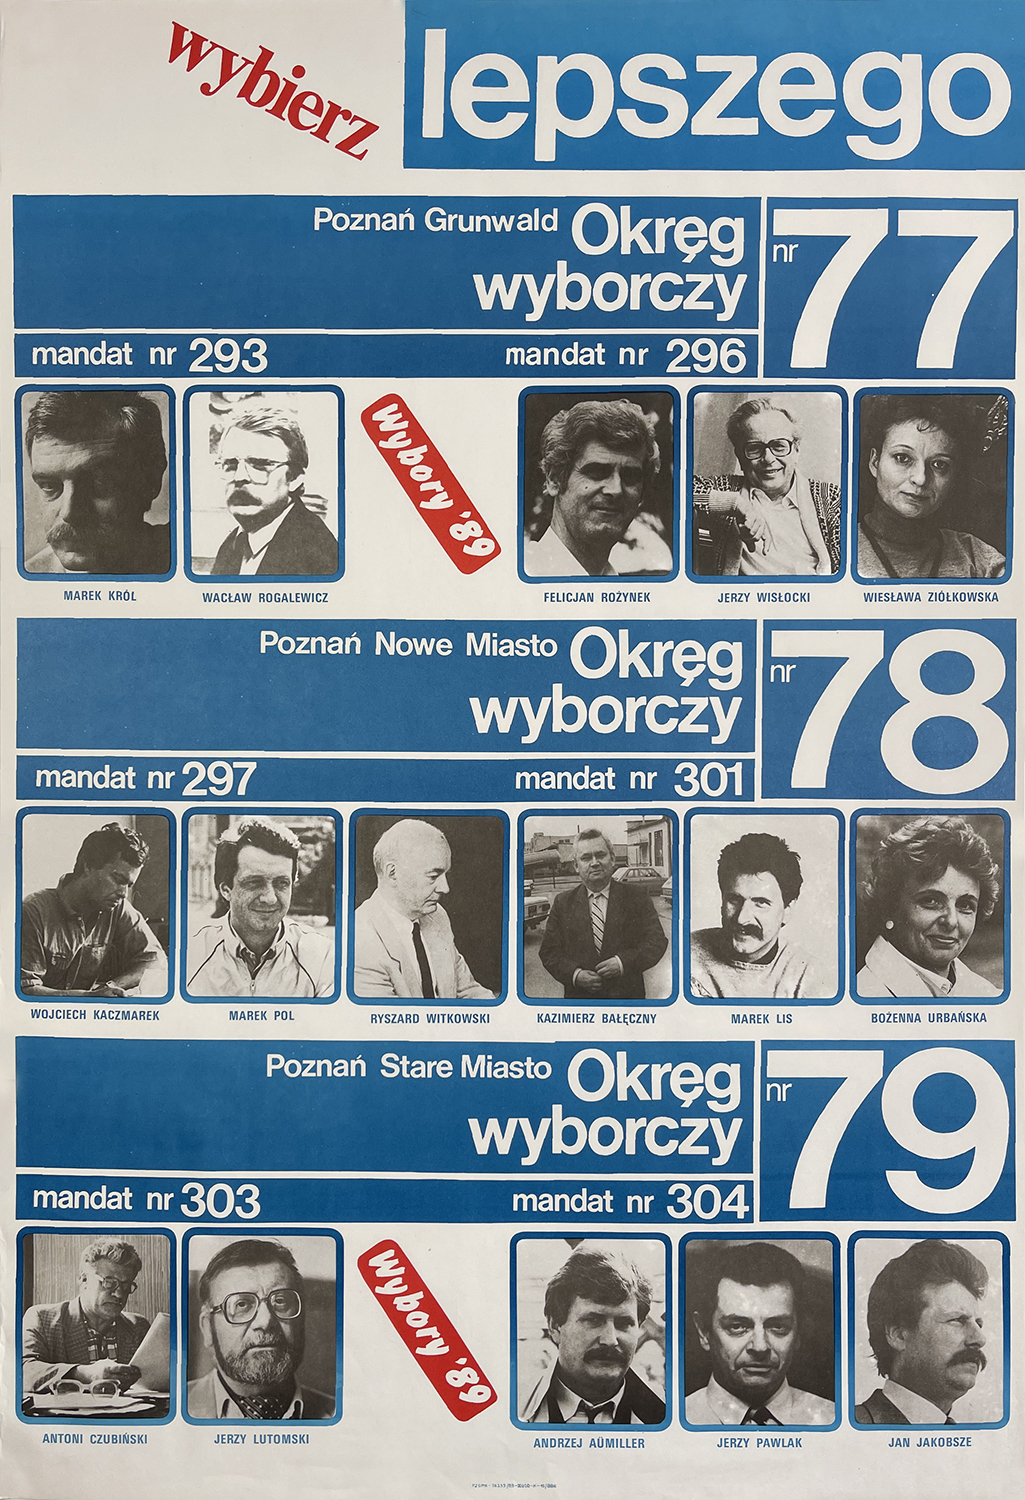 wybierz
lepszego
Poznań Grunwald Okręg
wyborczy
nr 77
mandat nr 293
mandat nr 296
Wybory '89
MAREK KRÓL
WACŁAW ROGALEWICZ
FELICJAN ROŻYNEK
JERZY WISŁOCKI
WIESŁAWA ZIÓŁKOWSKA
Poznań Nowe Miasto Okręg
wyborczy
nr 78
mandat nr 297
mandat nr 301
WOJCIECH KACZMAREK
MAREK POL
RYSZARD WITKOWSKI
KAZIMIERZ BAŁĘCZNY
MAREK LIS
BOŻENNA URBAŃSKA
Poznań Stare Miasto Okręg
wyborczy
nr 79
mandat nr 303
mandat nr 304
Wybory '89
ANTONI CZUBIŃSKI
JERZY LUTOMSKI
ANDRZEJ AÜMILLER
JERZY PAWLAK
JAN JAKOBSZE